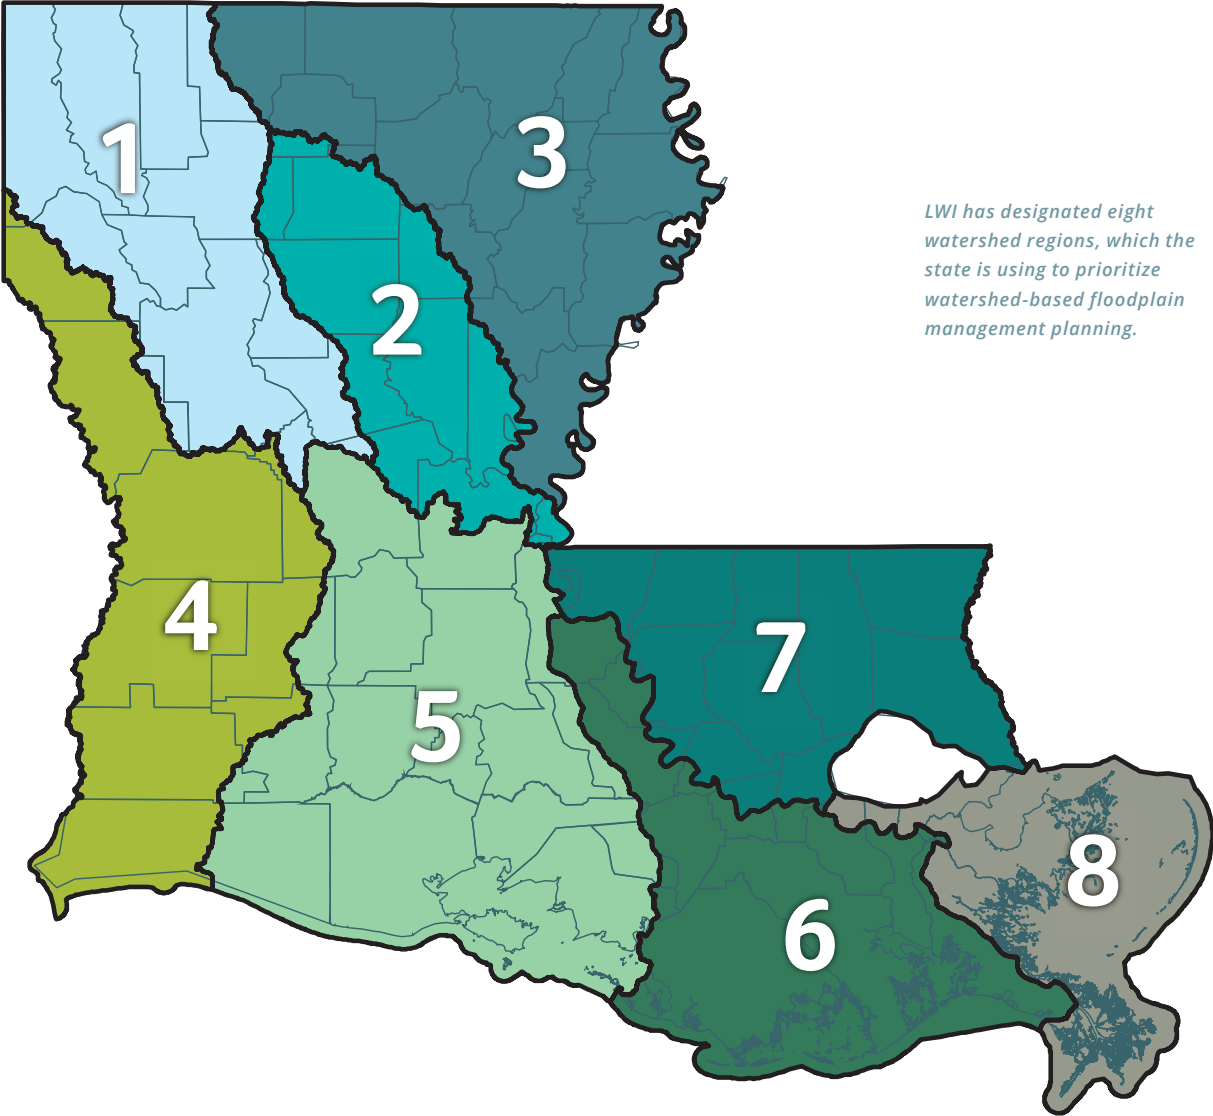 1
3
LWI has designated eight
watershed regions, which the
state is using to prioritize
watershed-based floodplain
management planning.
2
4
7
5
8
6